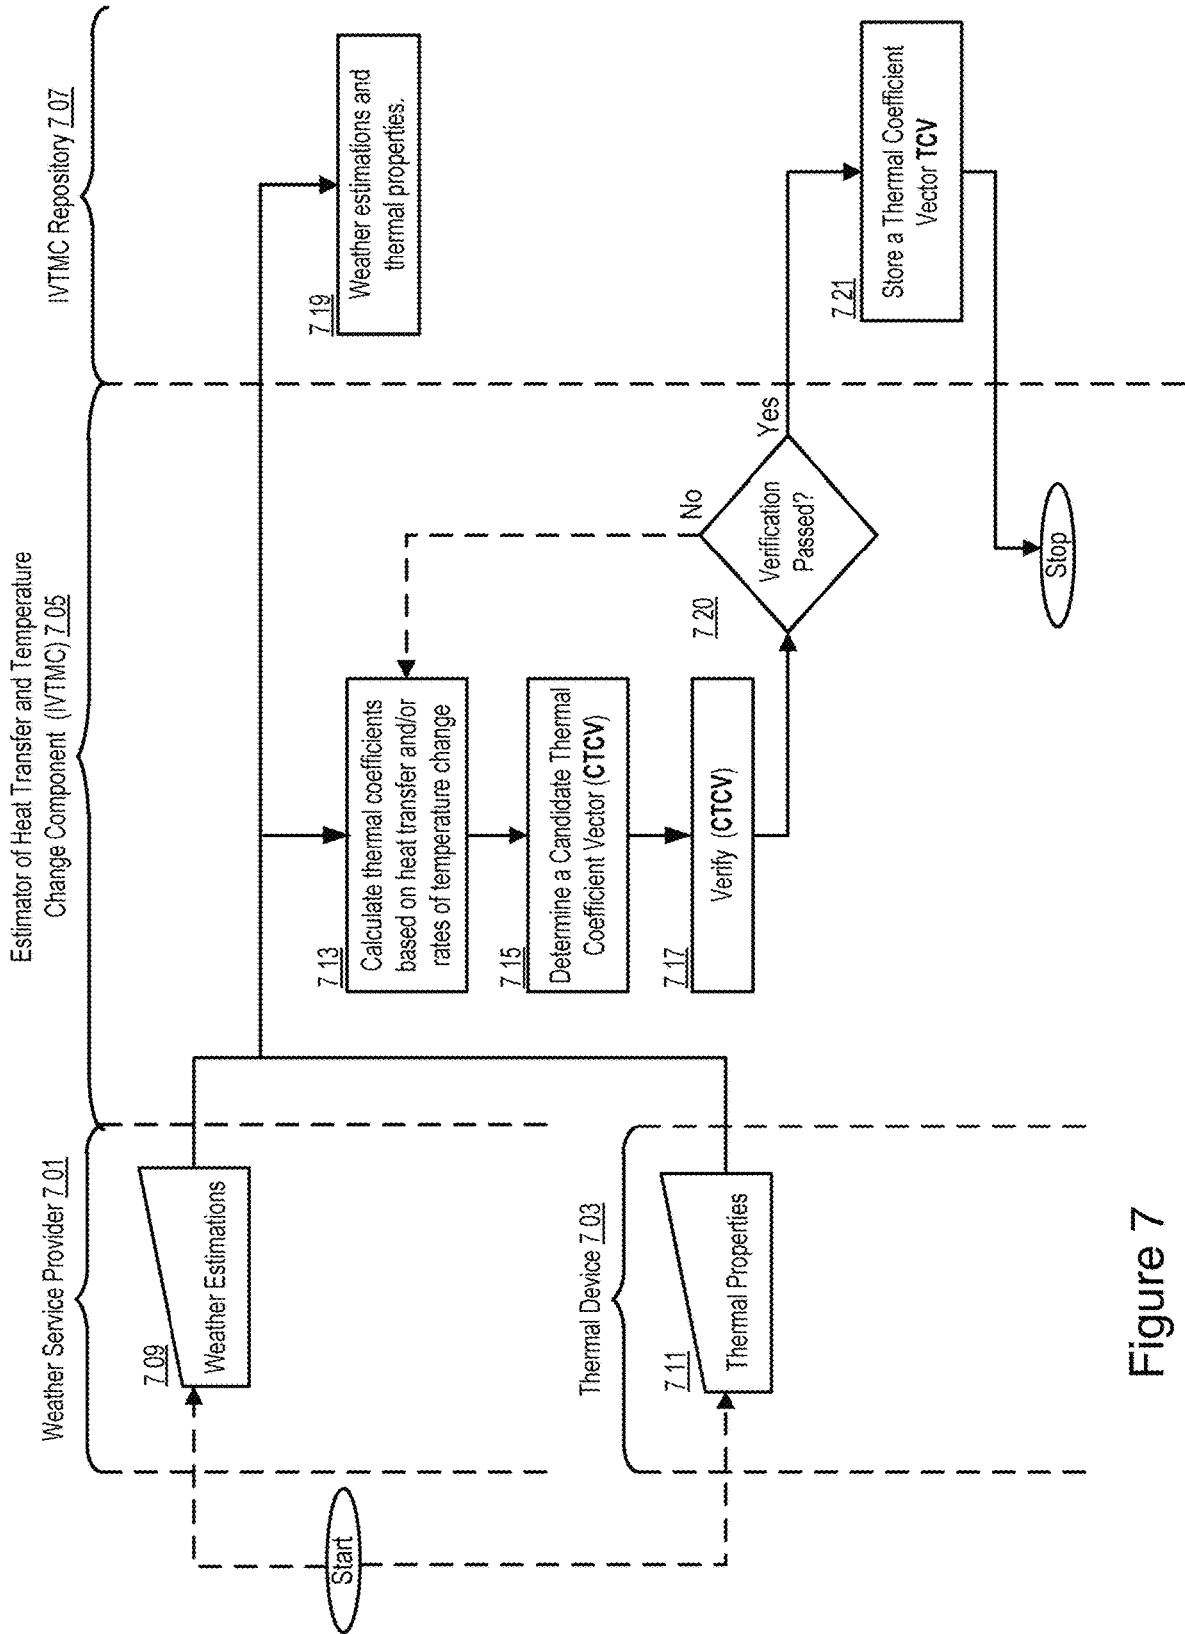 Weather Service Provider 7.01
Estimator of Heat Transfer and Temperature
Change Component (IVTMC) 7.05
IVTMC Repository 7.07
Start
7.09
Weather Estimations
Thermal Device 7.03
7.11
Thermal Properties
7.13
Calculate thermal coefficients
based on heat transfer and/or
rates of temperature change
7.15
Determine a Candidate Thermal
Coefficient Vector (CTCV)
7.17
Verify (CTCV)
7.20
Verification
Passed?
No
Yes
7.19
Weather estimations and
thermal properties.
7.21
Store a Thermal Coefficient
Vector TCV
Stop
Figure 7